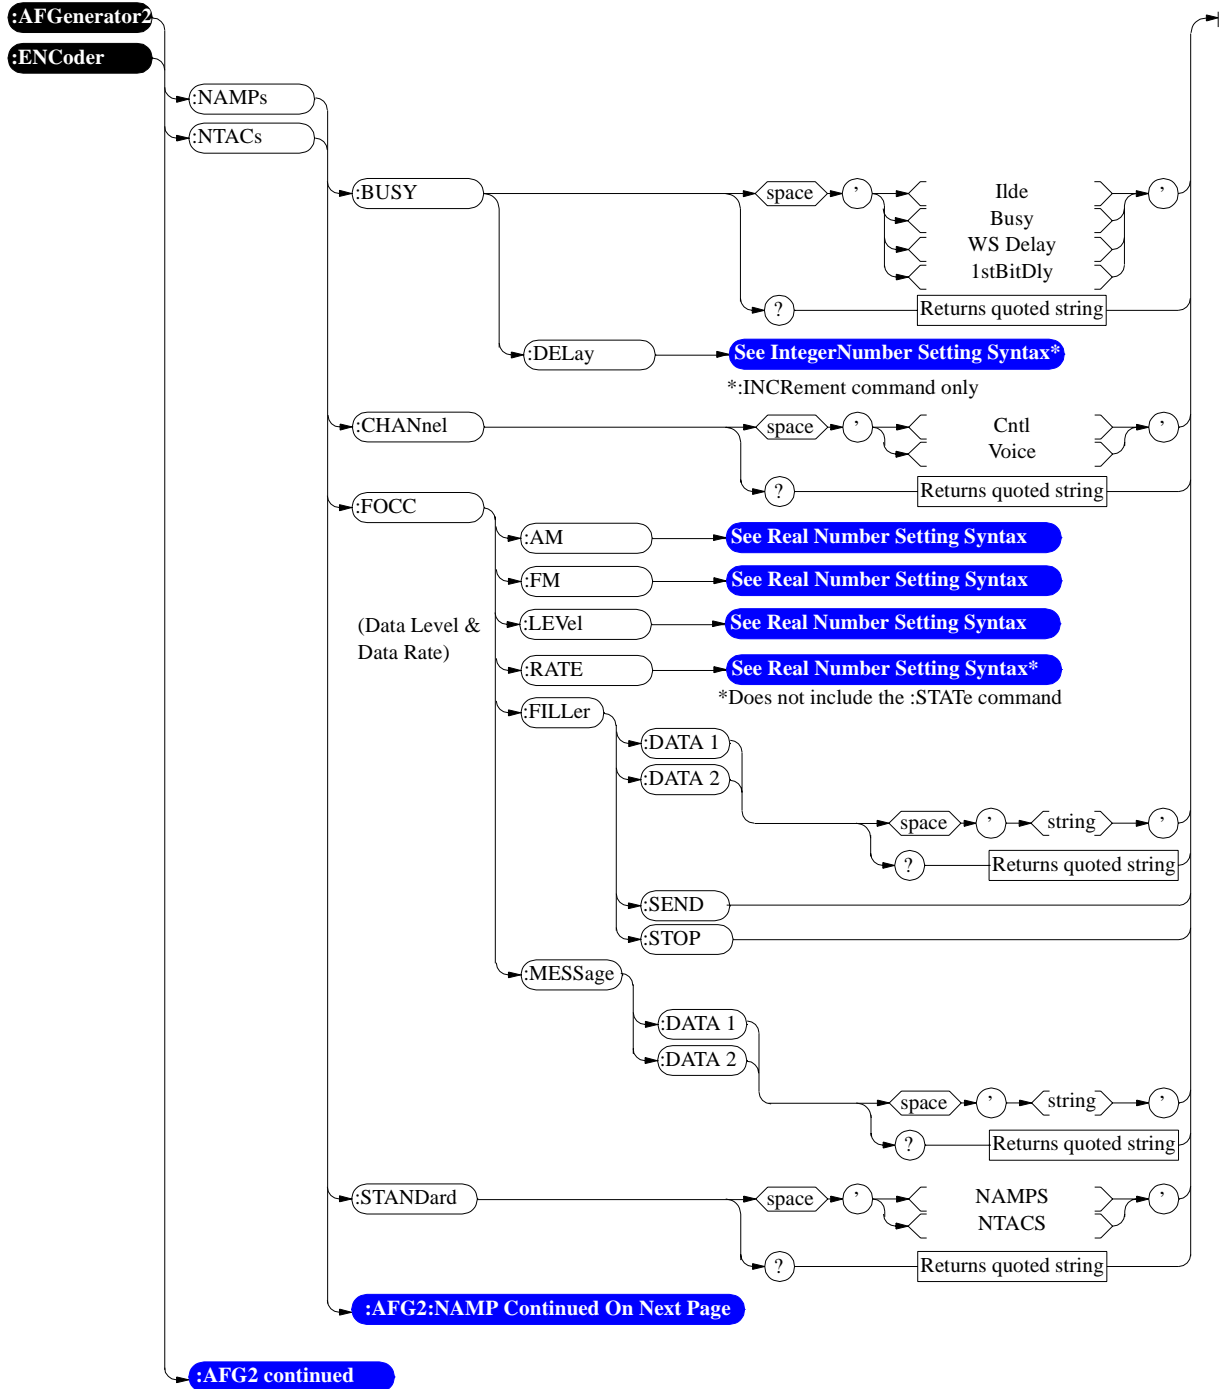 :AFGenerator2
:ENCoder
:NAMPs
:NTACs
:BUSY
space
’
Ilde
’
Busy
WS Delay
1stBitDly
?
Returns quoted string
:DELay
See IntegerNumber Setting Syntax*
*:INCRement command only
:CHANnel
space
’
Cntl
’
Voice
?
Returns quoted string
:FOCC
:AM
See Real Number Setting Syntax
:FM
See Real Number Setting Syntax
(Data Level &
Data Rate)
:LEVel
See Real Number Setting Syntax
:RATE
See Real Number Setting Syntax*
*Does not include the :STATe command
:FILLer
:DATA 1
:DATA 2
space
’
string
’
?
Returns quoted string
:SEND
:STOP
:MESSage
:DATA 1
:DATA 2
space
’
string
’
?
Returns quoted string
:STANDard
space
’
NAMPS
’
NTACS
?
Returns quoted string
:AFG2:NAMP Continued On Next Page
:AFG2 continued